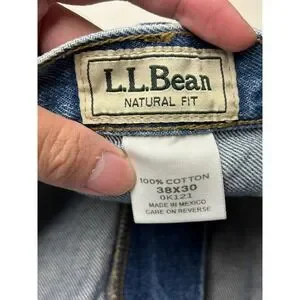 L.L.Bean
NATURAL FIT
100% COTTON
38X30
0K121
MADE IN MEXICO
CARE ON REVERSE